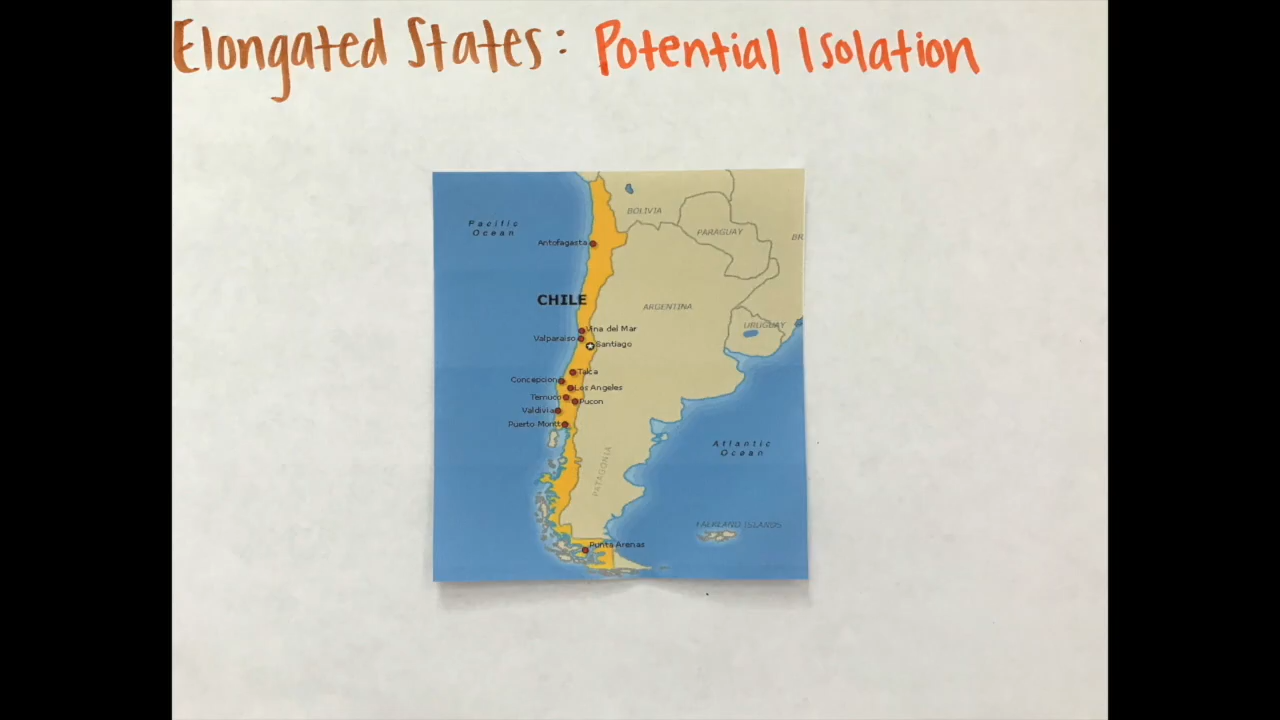 Elongated States: Potential Isolation
BOLIVIA
Pacific
Ocean
PARAGUAY
BR
Antofagasta
CHILE
ARGENTINA
Vina del Mar
URUGUAY
Valparaiso
Santiago
Talca
Concepcion
Los Angeles
Temuco
Pucon
Valdivia
Puerto Montt
Atlantic
Ocean
PATAGONIA
FALKLAND ISLANDS
Punta Arenas